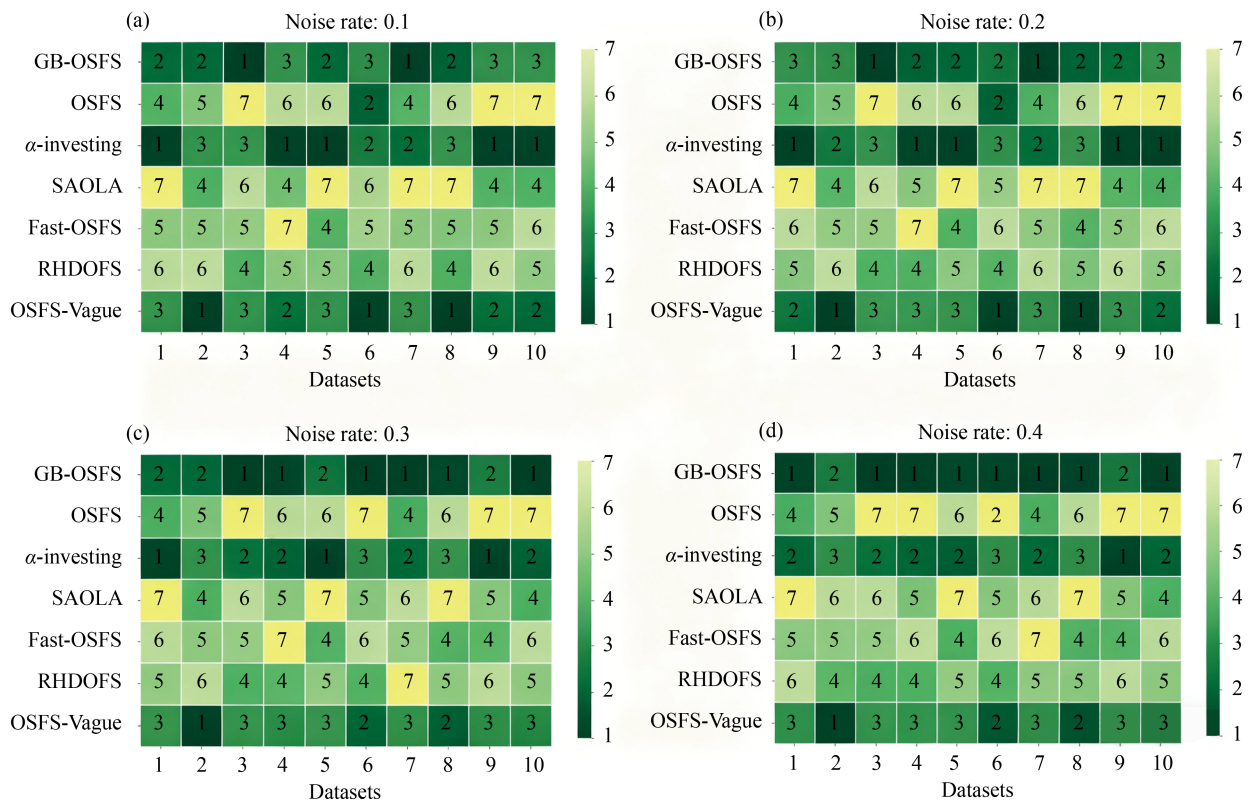 (a)
Noise rate: 0.1
GB-OSFS 2 2 1 3 2 3 1 2 3 3
OSFS 4 5 7 6 6 2 4 6 7 7
α-investing 1 3 3 1 1 2 2 3 1 1
SAOLA 7 4 6 4 7 6 7 7 4 4
Fast-OSFS 5 5 5 7 4 5 5 5 5 6
RHDOFS 6 6 4 5 5 4 6 4 6 5
OSFS-Vague 3 1 3 2 3 1 3 1 2 2
1 2 3 4 5 6 7 8 9 10
Datasets
7
6
5
4
3
2
1
(b)
Noise rate: 0.2
GB-OSFS 3 3 1 2 2 2 1 2 2 3
OSFS 4 5 7 6 6 2 4 6 7 7
α-investing 1 2 3 1 1 3 2 3 1 1
SAOLA 7 4 6 5 7 5 7 7 4 4
Fast-OSFS 6 5 5 7 4 6 5 4 5 6
RHDOFS 5 6 4 4 5 4 6 5 6 5
OSFS-Vague 2 1 3 3 3 1 3 1 3 2
1 2 3 4 5 6 7 8 9 10
Datasets
7
6
5
4
3
2
1
(c)
Noise rate: 0.3
GB-OSFS 2 2 1 1 2 1 1 1 2 1
OSFS 4 5 7 6 6 7 4 6 7 7
α-investing 1 3 2 2 1 3 2 3 1 2
SAOLA 7 4 6 5 7 5 6 7 5 4
Fast-OSFS 6 5 5 7 4 6 5 4 4 6
RHDOFS 5 6 4 4 5 4 7 5 6 5
OSFS-Vague 3 1 3 3 3 2 3 2 3 3
1 2 3 4 5 6 7 8 9 10
Datasets
7
6
5
4
3
2
1
(d)
Noise rate: 0.4
GB-OSFS 1 2 1 1 1 1 1 1 2 1
OSFS 4 5 7 7 6 2 4 6 7 7
α-investing 2 3 2 2 2 3 2 3 1 2
SAOLA 7 6 6 5 7 5 6 7 5 4
Fast-OSFS 5 5 5 6 4 6 7 4 4 6
RHDOFS 6 4 4 4 5 4 5 5 6 5
OSFS-Vague 3 1 3 3 3 2 3 2 3 3
1 2 3 4 5 6 7 8 9 10
Datasets
7
6
5
4
3
2
1